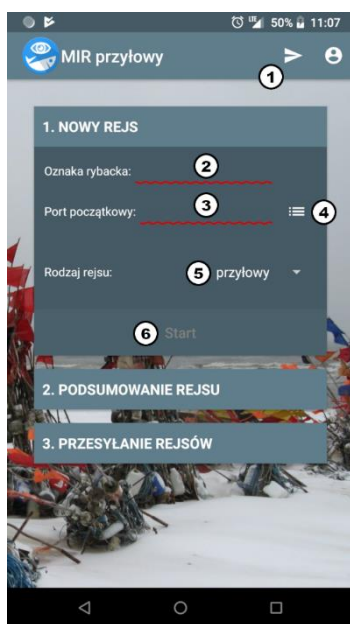 LTE 50% 11:07
MIR przyłowy
1
1. NOWY REJS
Oznaka rybacka: 2
Port początkowy: 3 4
Rodzaj rejsu: 5 przyłowy
6 Start
2. PODSUMOWANIE REJSU
3. PRZESYŁANIE REJSÓW